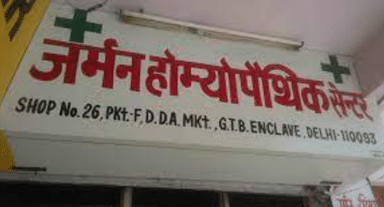 जर्मन होम्योपैथिक सेन्टर
SHOP No. 26, PKt.-F, D.D.A. MKt., G.T.B. ENCLAVE, DELHI-110093